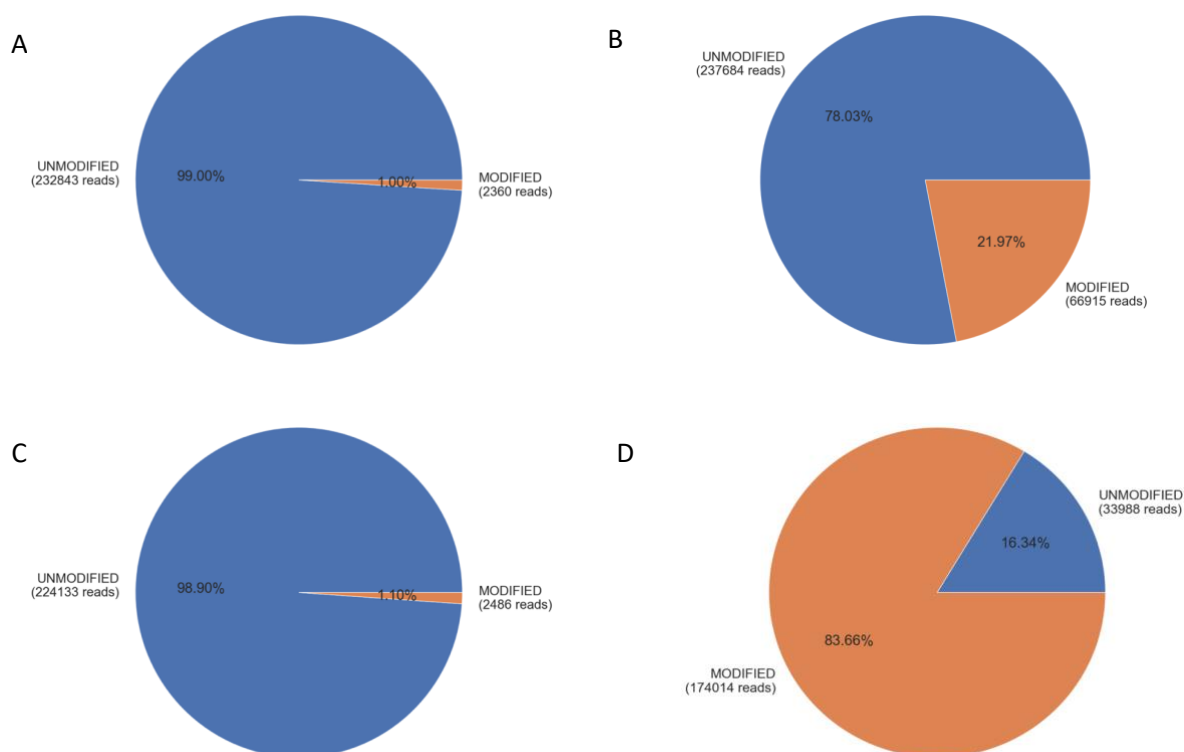 A
UNMODIFIED
(232843 reads)
99.00%
1.00%
MODIFIED
(2360 reads)
B
UNMODIFIED
(237684 reads)
78.03%
21.97%
MODIFIED
(66915 reads)
C
UNMODIFIED
(224133 reads)
98.90%
1.10%
MODIFIED
(2486 reads)
D
UNMODIFIED
(33988 reads)
16.34%
83.66%
MODIFIED
(174014 reads)